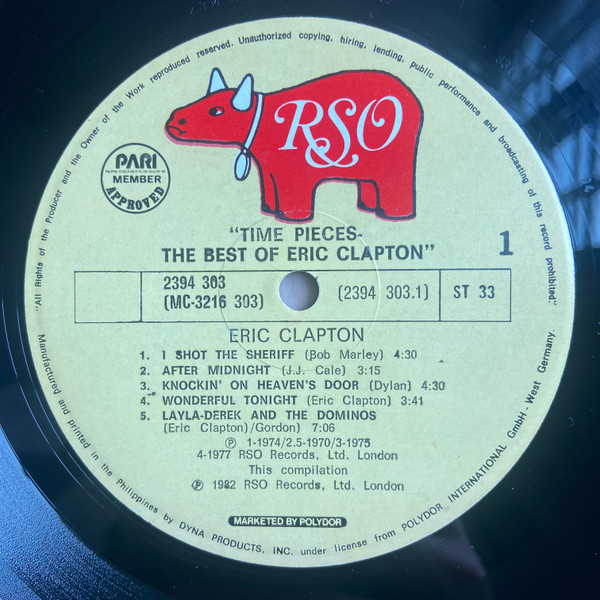 "All Rights of the Producer and the Owner of the Work reproduced reserved. Unauthorized copying, hiring, lending, public performance and broadcasting of this record prohibited."
RSO
PARI
MEMBER
APPROVED
"TIME PIECES-
THE BEST OF ERIC CLAPTON"
1
2394 303
(MC-3216 303)
(2394 303.1)
ST 33
ERIC CLAPTON
1. I SHOT THE SHERIFF (Bob Marley) 4:30
2. AFTER MIDNIGHT (J.J. Cale) 3:15
3. KNOCKIN' ON HEAVEN'S DOOR (Dylan) 4:30
4. WONDERFUL TONIGHT (Eric Clapton) 3:41
5. LAYLA-DEREK AND THE DOMINOS
(Eric Clapton)/Gordon) 7:06
Ⓟ 1-1974/2.5-1970/3-1975
4-1977 RSO Records, Ltd. London
This compilation
Ⓟ 1982 RSO Records, Ltd. London
MARKETED BY POLYDOR
Manufactured and printed in the Philippines by DYNA PRODUCTS, INC. under license from POLYDOR INTERNATIONAL GmbH - West Germany.